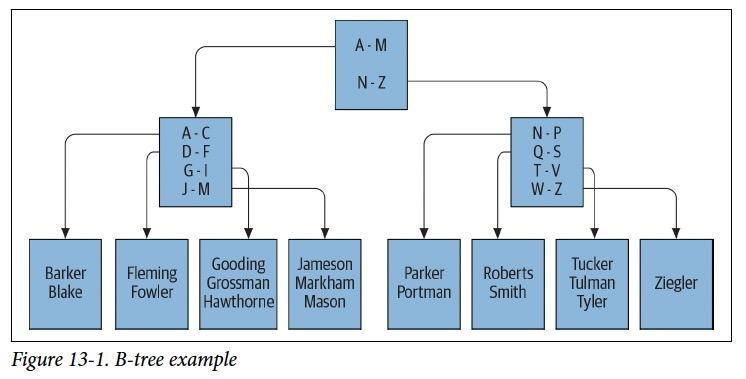 A - M
N - Z
A - C
D - F
G - I
J - M
N - P
Q - S
T - V
W - Z
Barker
Blake
Fleming
Fowler
Gooding
Grossman
Hawthorne
Jameson
Markham
Mason
Parker
Portman
Roberts
Smith
Tucker
Tulman
Tyler
Ziegler
Figure 13-1. B-tree example